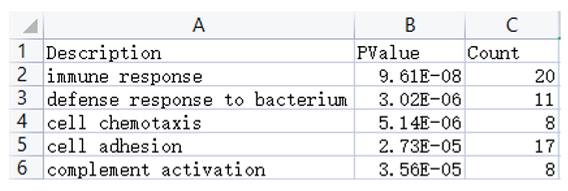 A B C
1 Description PValue Count
2 immune response 9.61E-08 20
3 defense response to bacterium 3.02E-06 11
4 cell chemotaxis 5.14E-06 8
5 cell adhesion 2.73E-05 17
6 complement activation 3.56E-05 8